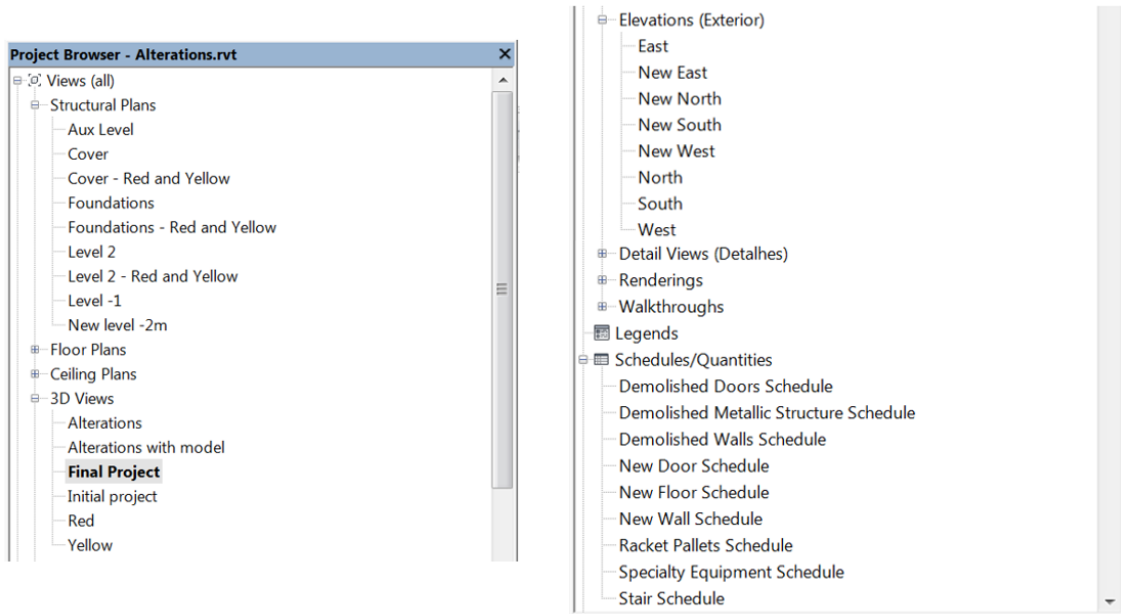 Project Browser - Alterations.rvt
Views (all)
Structural Plans
Aux Level
Cover
Cover - Red and Yellow
Foundations
Foundations - Red and Yellow
Level 2
Level 2 - Red and Yellow
Level -1
New level -2m
Floor Plans
Ceiling Plans
3D Views
Alterations
Alterations with model
Final Project
Initial project
Red
Yellow
Elevations (Exterior)
East
New East
New North
New South
New West
North
South
West
Detail Views (Detalhes)
Renderings
Walkthroughs
Legends
Schedules/Quantities
Demolished Doors Schedule
Demolished Metallic Structure Schedule
Demolished Walls Schedule
New Door Schedule
New Floor Schedule
New Wall Schedule
Racket Pallets Schedule
Specialty Equipment Schedule
Stair Schedule